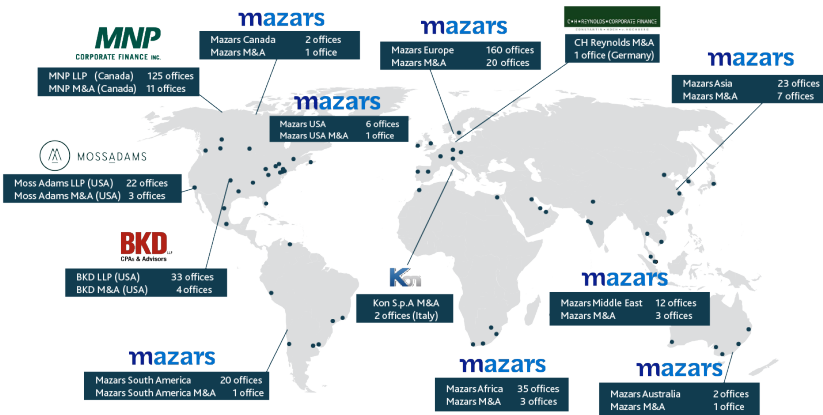 MNP
CORPORATE FINANCE INC.
MNP LLP (Canada) 125 offices
MNP M&A (Canada) 11 offices
mazars
Mazars Canada 2 offices
Mazars M&A 1 office
mazars
Mazars USA 6 offices
Mazars USA M&A 1 office
mazars
Mazars Europe 160 offices
Mazars M&A 20 offices
C·H·REYNOLDS·CORPORATE FINANCE
CH Reynolds M&A
1 office (Germany)
mazars
Mazars Asia 23 offices
Mazars M&A 7 offices
MOSSADAMS
Moss Adams LLP (USA) 22 offices
Moss Adams M&A (USA) 3 offices
BKD LLP
CPAs & Advisors
BKD LLP (USA) 33 offices
BKD M&A (USA) 4 offices
Kon
Kon S.p.A M&A
2 offices (Italy)
mazars
Mazars Middle East 12 offices
Mazars M&A 3 offices
mazars
Mazars South America 20 offices
Mazars South America M&A 1 office
mazars
Mazars Africa 35 offices
Mazars M&A 3 offices
mazars
Mazars Australia 2 offices
Mazars M&A 1 office